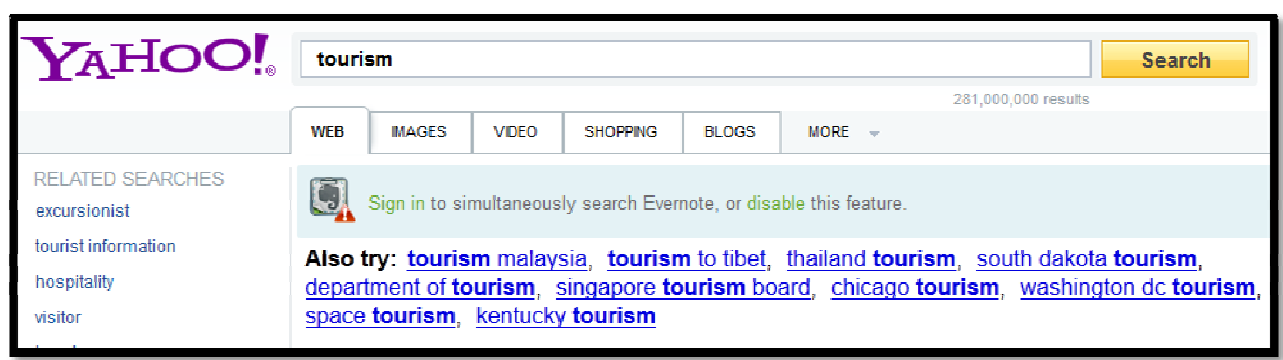 YAHOO!®
tourism
Search
281,000,000 results
WEB IMAGES VIDEO SHOPPING BLOGS MORE
RELATED SEARCHES
excursionist
tourist information
hospitality
visitor
Sign in to simultaneously search Evernote, or disable this feature.
Also try: tourism malaysia, tourism to tibet, thailand tourism, south dakota tourism,
department of tourism, singapore tourism board, chicago tourism, washington dc tourism,
space tourism, kentucky tourism